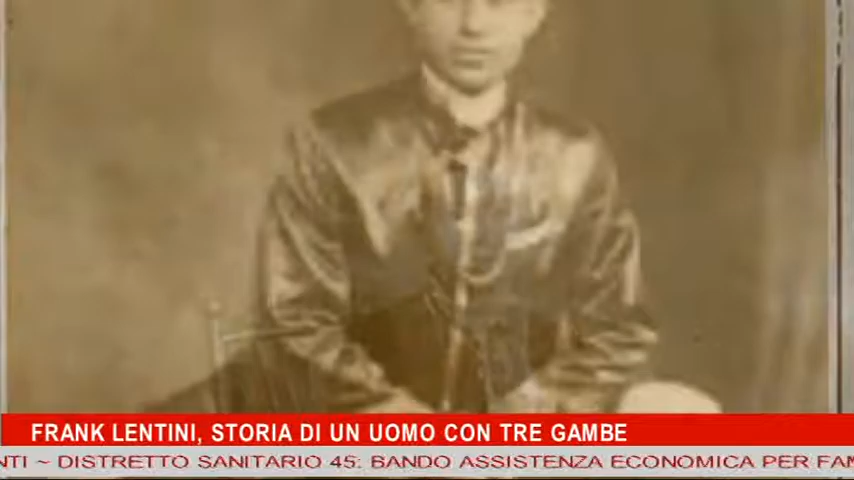 FRANK LENTINI, STORIA DI UN UOMO CON TRE GAMBE
~ DISTRETTO SANITARIO 45: BANDO ASSISTENZA ECONOMICA PER